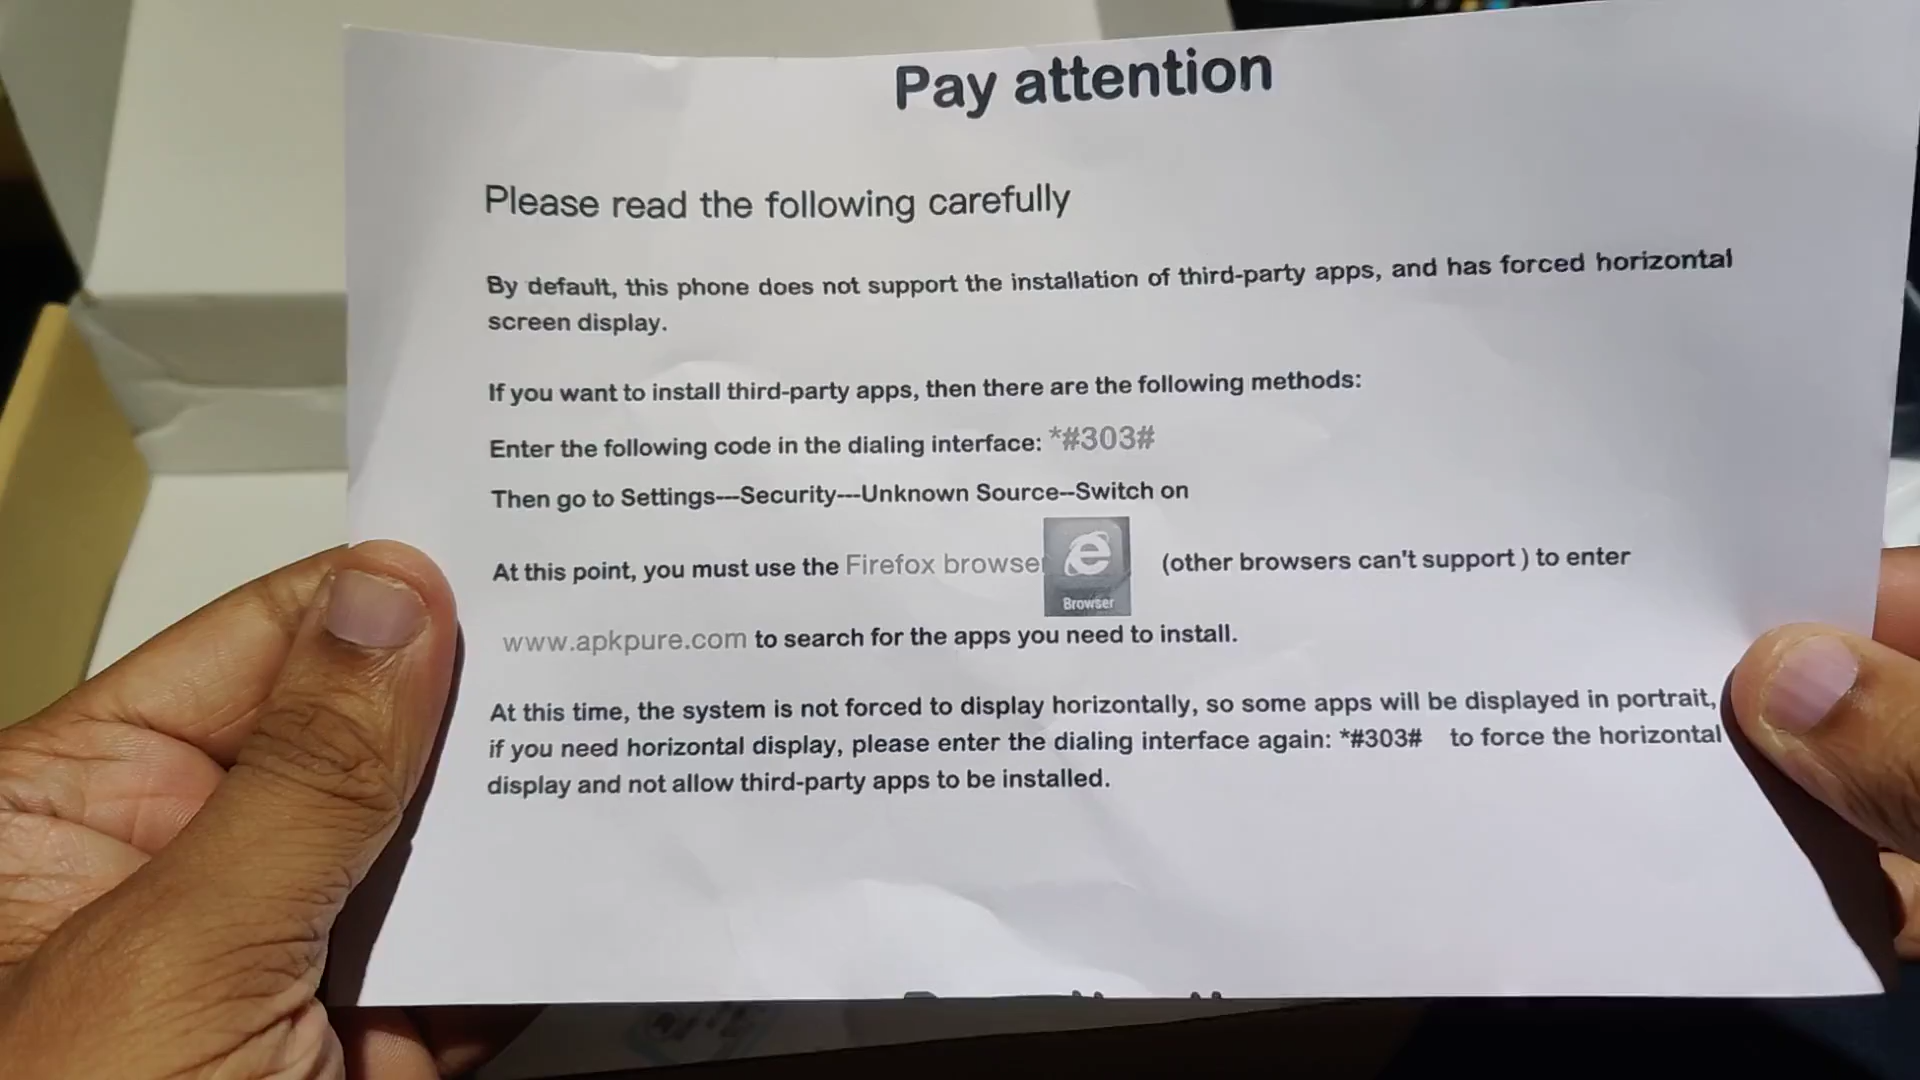 Pay attention
Please read the following carefully
By default, this phone does not support the installation of third-party apps, and has forced horizontal
screen display.
If you want to install third-party apps, then there are the following methods:
Enter the following code in the dialing interface: *#303#
Then go to Settings---Security---Unknown Source--Switch on
At this point, you must use the Firefox browser (other browsers can't support ) to enter
Browser
www.apkpure.com to search for the apps you need to install.
At this time, the system is not forced to display horizontally, so some apps will be displayed in portrait,
if you need horizontal display, please enter the dialing interface again: *#303# to force the horizontal
display and not allow third-party apps to be installed.